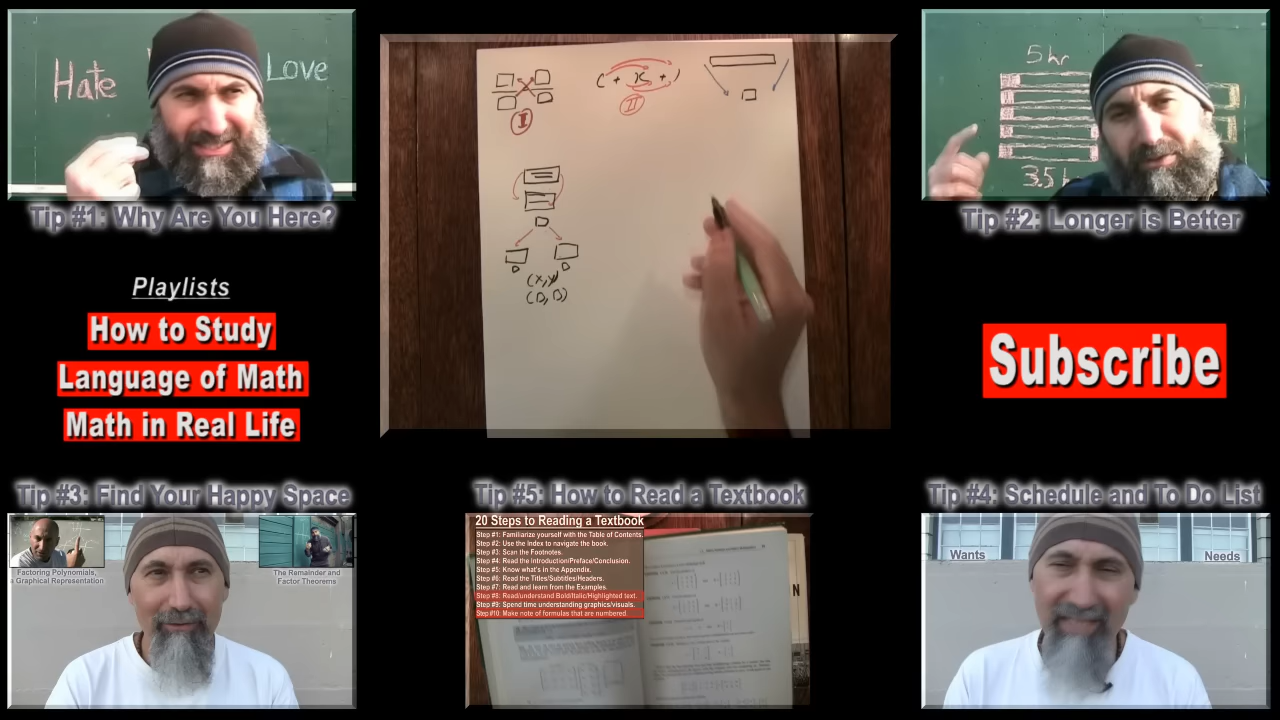 Hate
Love
Tip #1: Why Are You Here?
I
( + x + )
II
(x,y)
5 hr
3.5 h
Tip #2: Longer is Better
Playlists
How to Study
Language of Math
Math in Real Life
Subscribe
Tip #3: Find Your Happy Space
Factoring Polynomials,
a Graphical Representation
The Remainder and
Factor Theorems
Tip #5: How to Read a Textbook
20 Steps to Reading a Textbook
Step #1: Familiarize yourself with the Table of Contents.
Step #2: Use the Index to navigate the book.
Step #3: Scan the Footnotes.
Step #4: Read the Introduction/Preface/Conclusion.
Step #5: Know what's in the Appendix.
Step #6: Read the Titles/Subtitles/Headers.
Step #7: Read and learn from the Examples.
Step #8: Read/understand Bold/Italic/Highlighted text.
Step #9: Spend time understanding graphics/visuals.
Step #10: Make note of formulas that are numbered.
Tip #4: Schedule and To Do List
Wants
Needs